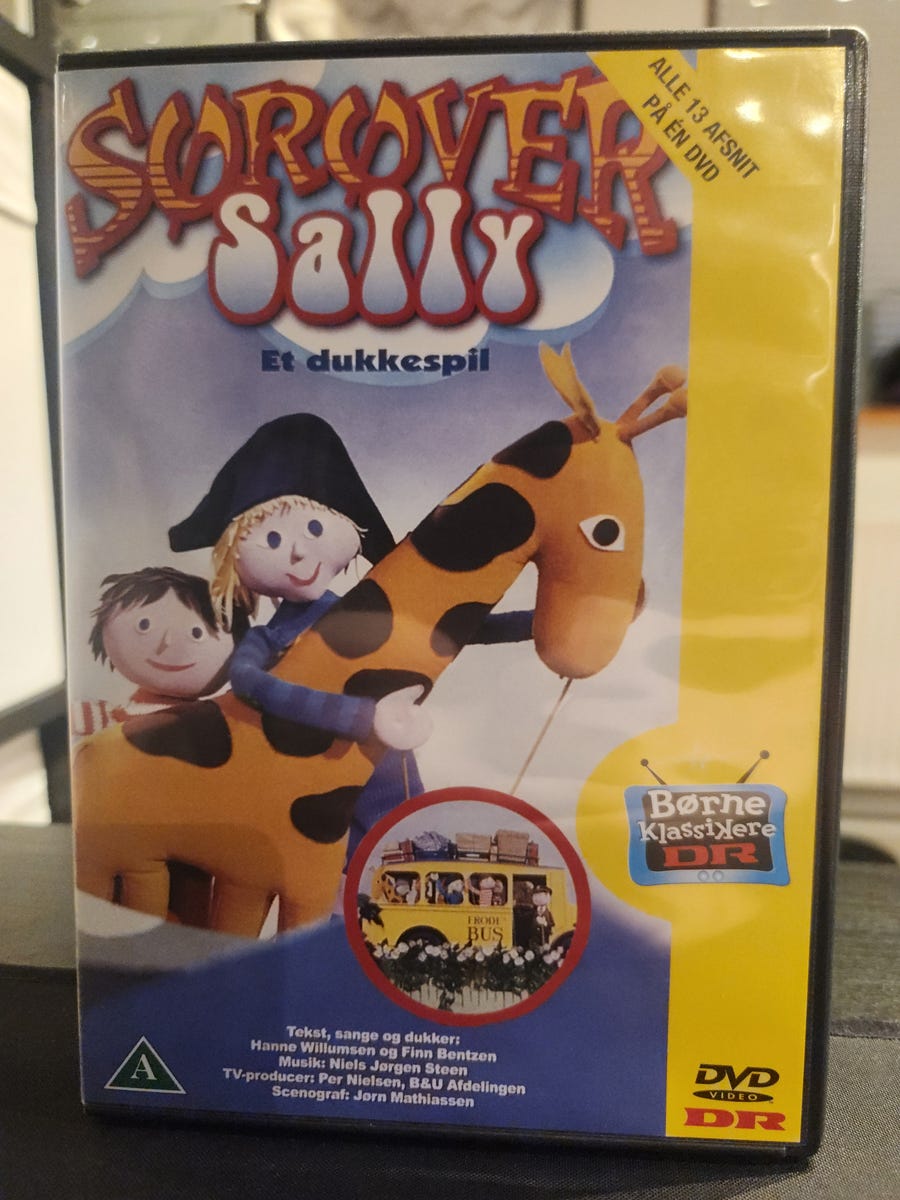 SØRØVER
Sally
Et dukkespil
ALLE 13 AFSNIT
PÅ ÉN DVD
Børne
Klassikere
DR
FRODES
BUS
Tekst, sange og dukker:
Hanne Willumsen og Finn Bentzen
Musik: Niels Jørgen Steen
TV-producer: Per Nielsen, B&U Afdelingen
Scenograf: Jørn Mathiassen
A
DVD
VIDEO
DR